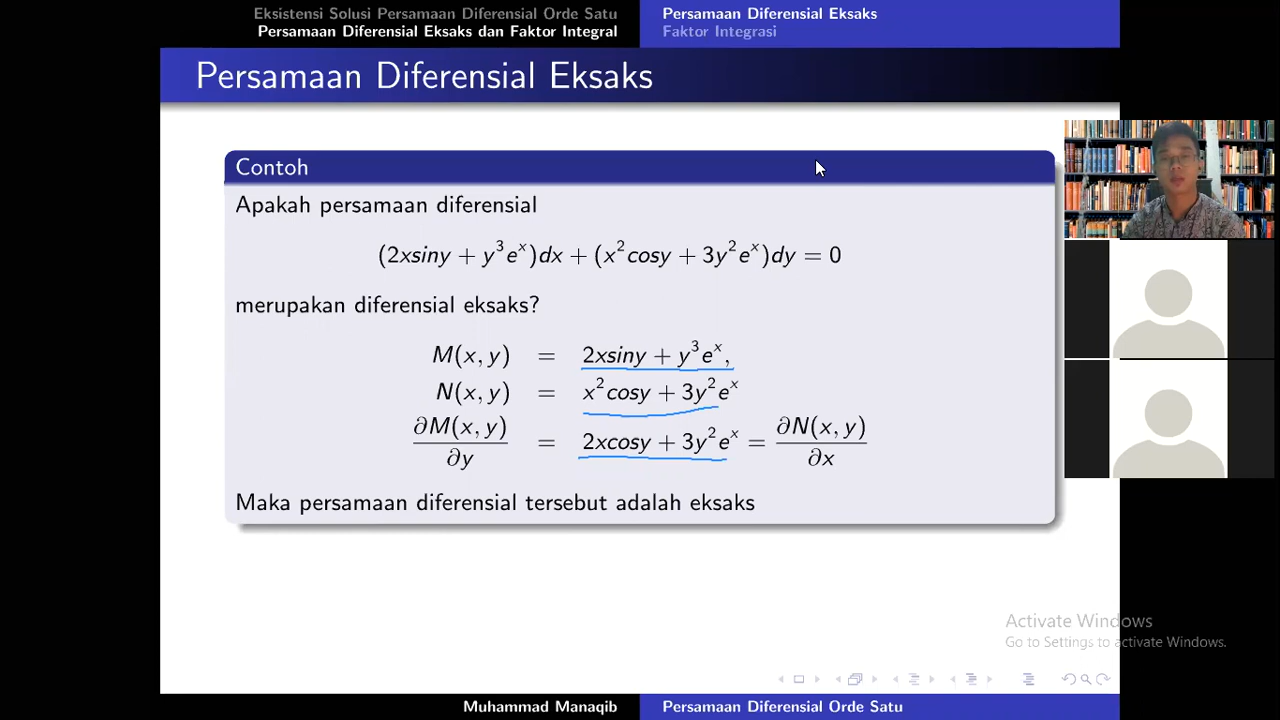 Eksistensi Solusi Persamaan Diferensial Orde Satu
Persamaan Diferensial Eksaks dan Faktor Integral
Persamaan Diferensial Eksaks
Faktor Integrasi
Persamaan Diferensial Eksaks
Contoh
Apakah persamaan diferensial
(2xsiny + y³eˣ)dx + (x²cosy + 3y²eˣ)dy = 0
merupakan diferensial eksaks?
M(x, y) = 2xsiny + y³eˣ,
N(x, y) = x²cosy + 3y²eˣ
∂M(x, y)/∂y = 2xcosy + 3y²eˣ = ∂N(x, y)/∂x
Maka persamaan diferensial tersebut adalah eksaks
Activate Windows
Go to Settings to activate Windows.
Muhammad Manaqib
Persamaan Diferensial Orde Satu